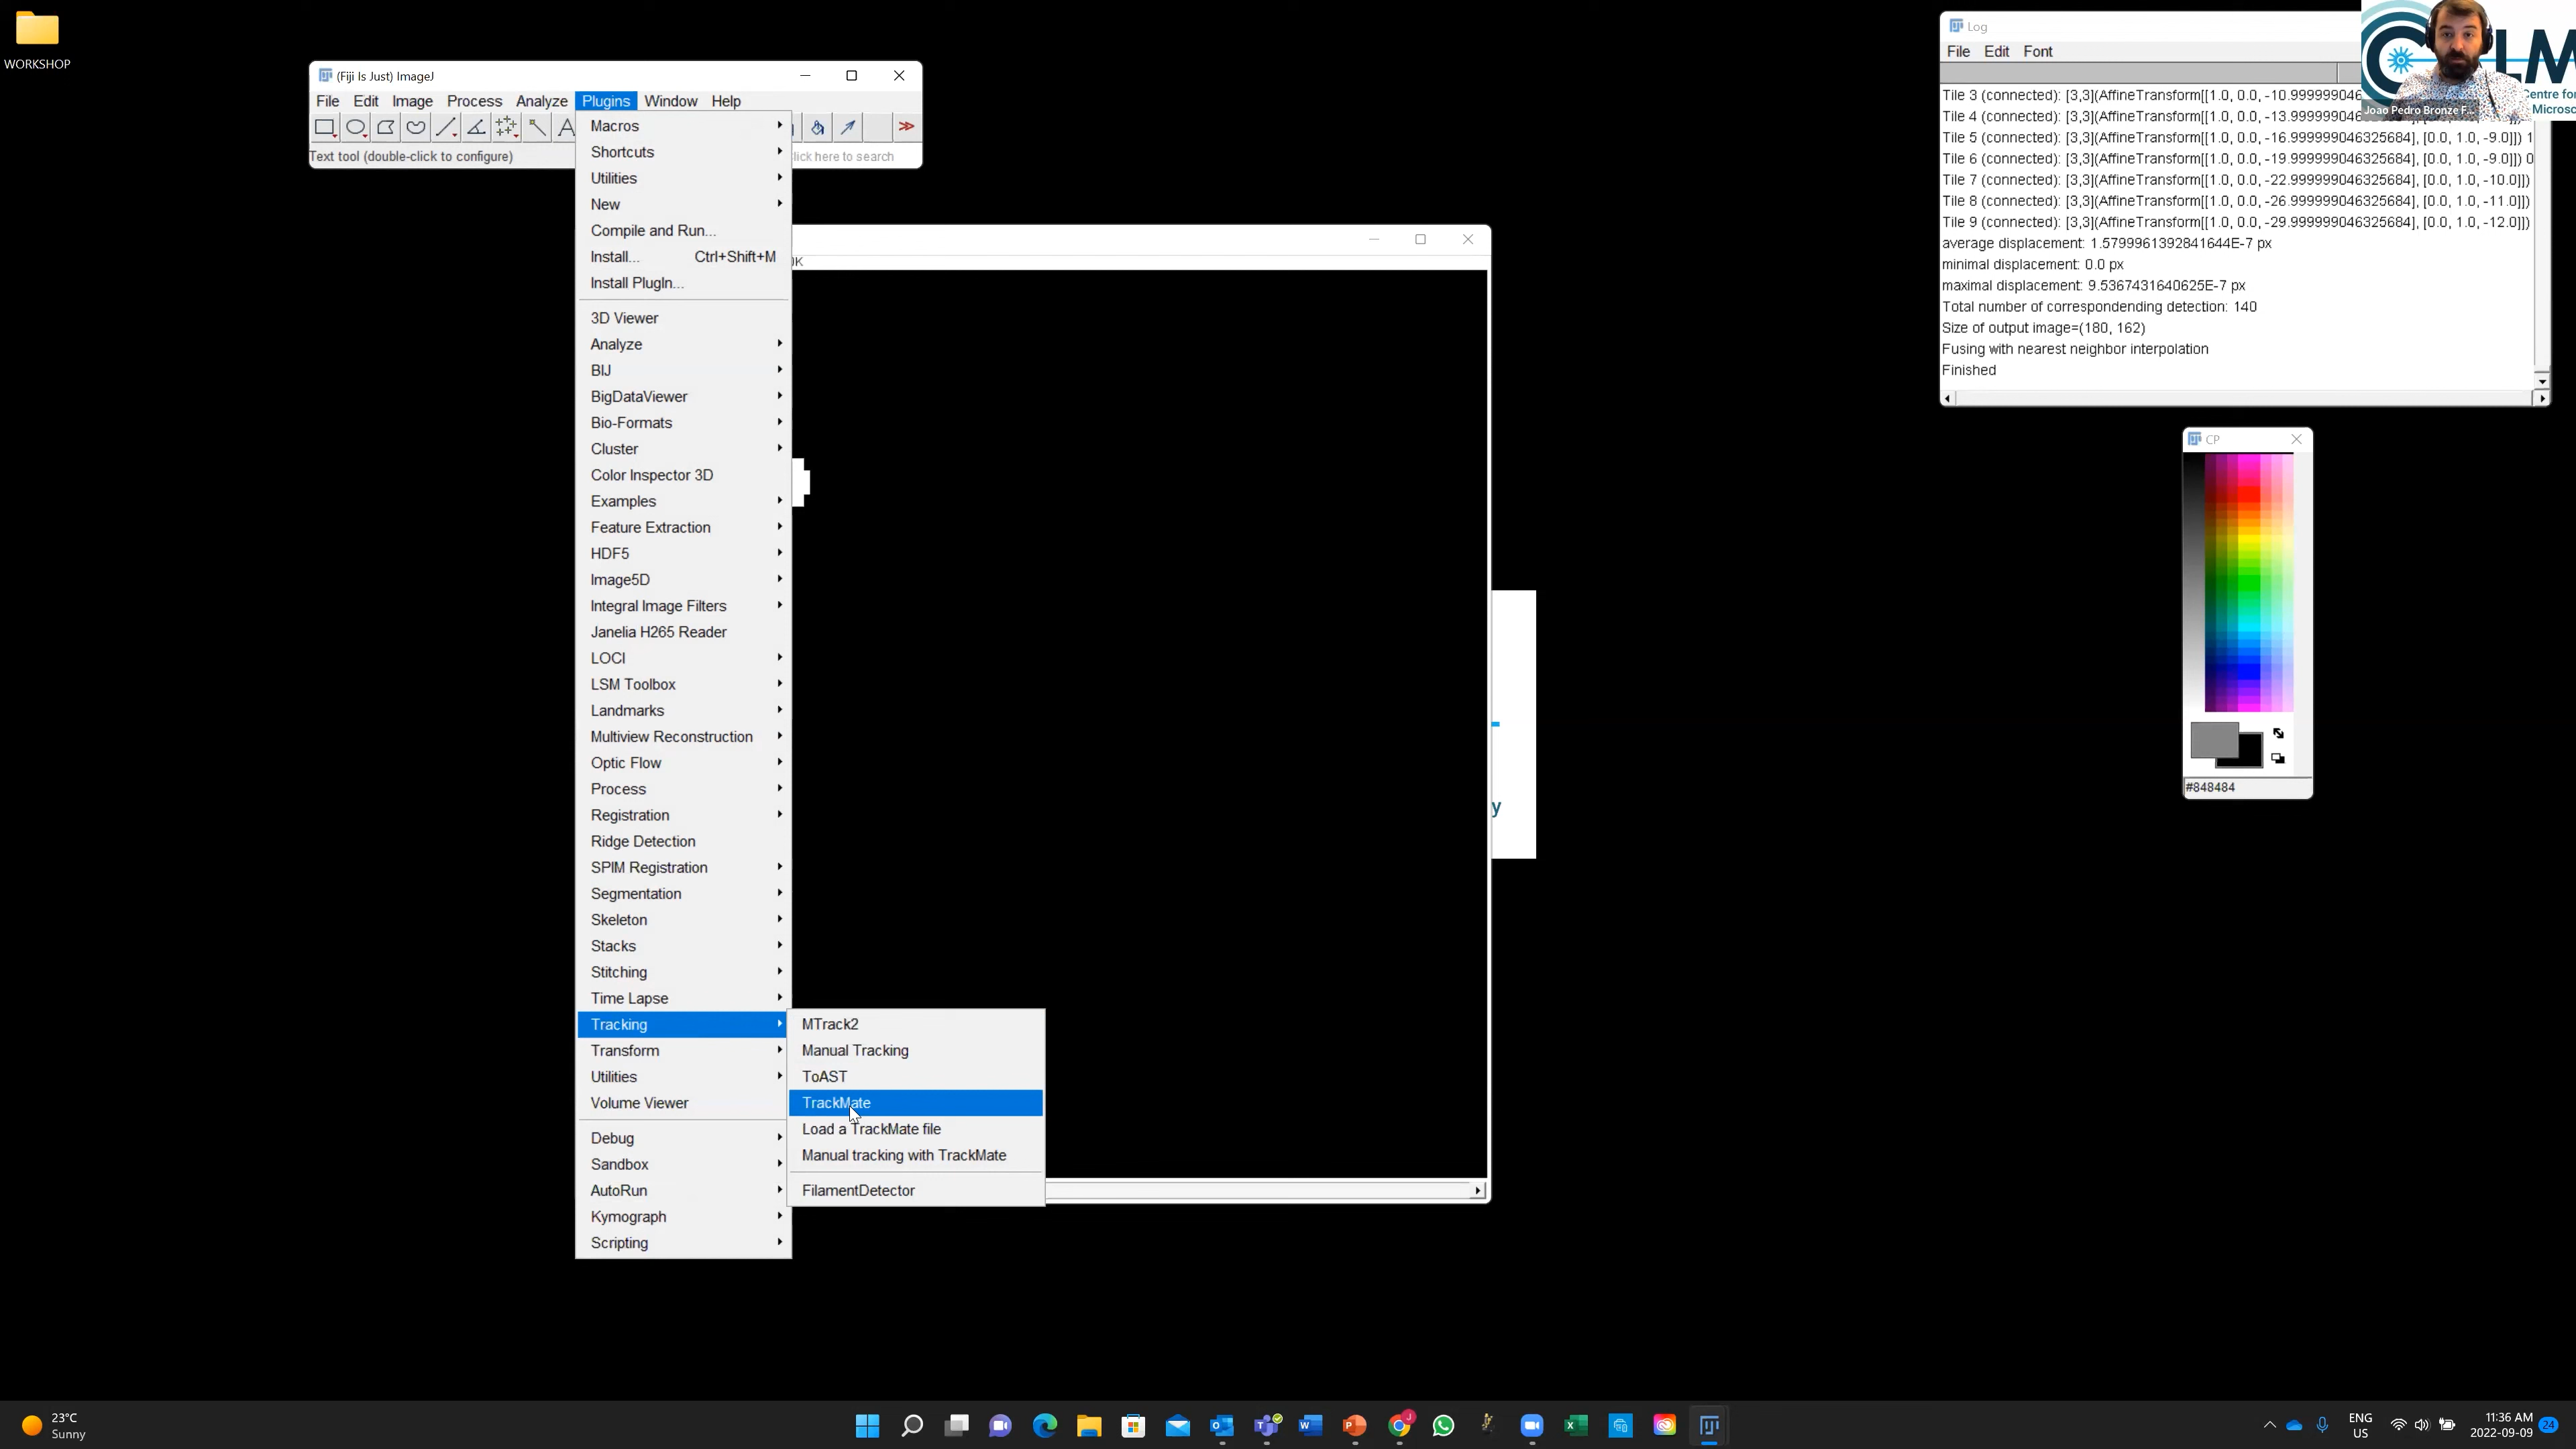 WORKSHOP
(Fiji Is Just) ImageJ
File Edit Image Process Analyze Plugins Window Help
A
Text tool (double-click to configure)
lick here to search
Macros
Shortcuts
Utilities
New
Compile and Run...
Install... Ctrl+Shift+M
Install PlugIn...
3D Viewer
Analyze
BIJ
BigDataViewer
Bio-Formats
Cluster
Color Inspector 3D
Examples
Feature Extraction
HDF5
Image5D
Integral Image Filters
Janelia H265 Reader
LOCI
LSM Toolbox
Landmarks
Multiview Reconstruction
Optic Flow
Process
Registration
Ridge Detection
SPIM Registration
Segmentation
Skeleton
Stacks
Stitching
Time Lapse
Tracking
Transform
Utilities
Volume Viewer
Debug
Sandbox
AutoRun
Kymograph
Scripting
MTrack2
Manual Tracking
ToAST
TrackMate
Load a TrackMate file
Manual tracking with TrackMate
FilamentDetector
y
Log
File Edit Font
Tile 3 (connected): [3,3](AffineTransform[[1.0, 0.0, -10.9999999046
Tile 4 (connected): [3,3](AffineTransform[[1.0, 0.0, -13.9999999046
Tile 5 (connected): [3,3](AffineTransform[[1.0, 0.0, -16.999999046325684], [0.0, 1.0, -9.0]]) 1
Tile 6 (connected): [3,3](AffineTransform[[1.0, 0.0, -19.999999046325684], [0.0, 1.0, -9.0]]) 0
Tile 7 (connected): [3,3](AffineTransform[[1.0, 0.0, -22.999999046325684], [0.0, 1.0, -10.0]])
Tile 8 (connected): [3,3](AffineTransform[[1.0, 0.0, -26.999999046325684], [0.0, 1.0, -11.0]])
Tile 9 (connected): [3,3](AffineTransform[[1.0, 0.0, -29.999999046325684], [0.0, 1.0, -12.0]])
average displacement: 1.5799961392841644E-7 px
minimal displacement: 0.0 px
maximal displacement: 9.5367431640625E-7 px
Total number of correspondending detection: 140
Size of output image=(180, 162)
Fusing with nearest neighbor interpolation
Finished
LM
Centre for
Microsc
Joao Pedro Bronze F...
CP
#848484
23°C
Sunny
ENG
US
11:36 AM
2022-09-09
24